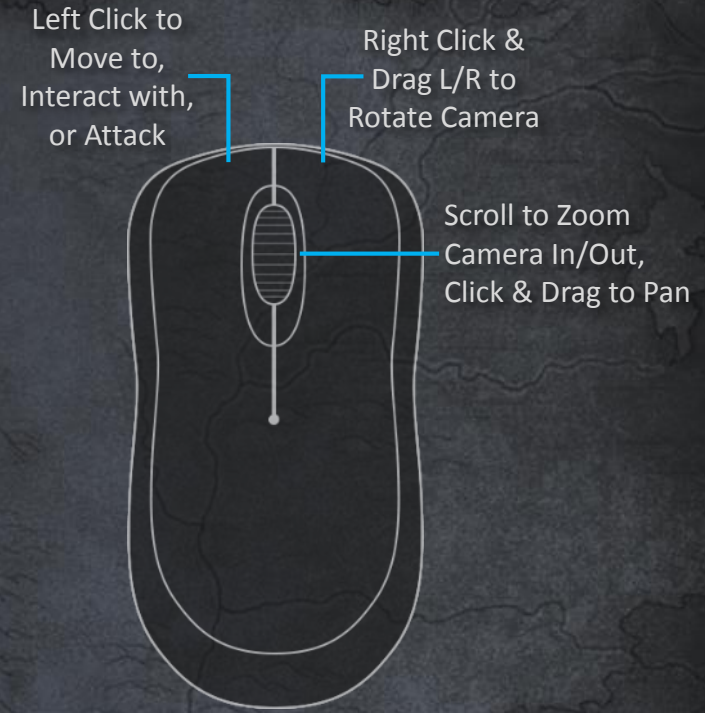 Left Click to
Move to,
Interact with,
or Attack
Right Click &
Drag L/R to
Rotate Camera
Scroll to Zoom
Camera In/Out,
Click & Drag to Pan